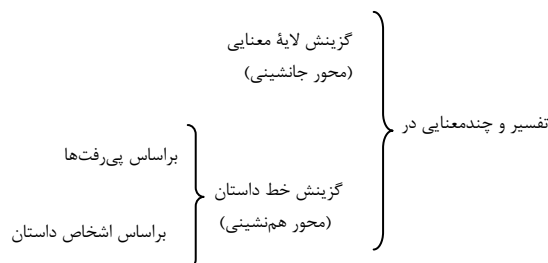 تفسیر و چندمعنایی در
گزینش لایۀ معنایی
(محور جانشینی)
گزینش خط داستان
(محور هم‌نشینی)
براساس پی‌رفت‌ها
براساس اشخاص داستان